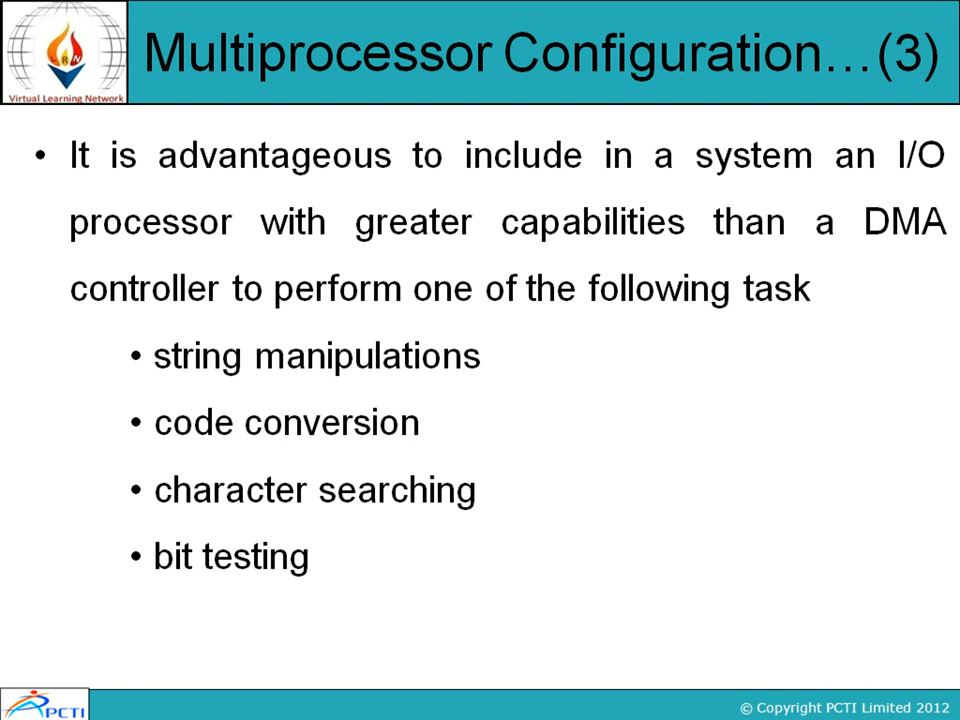 Multiprocessor Configuration...(3)
Virtual Learning Network
• It is advantageous to include in a system an I/O
processor with greater capabilities than a DMA
controller to perform one of the following task
• string manipulations
• code conversion
• character searching
• bit testing
PCTI
© Copyright PCTI Limited 2012